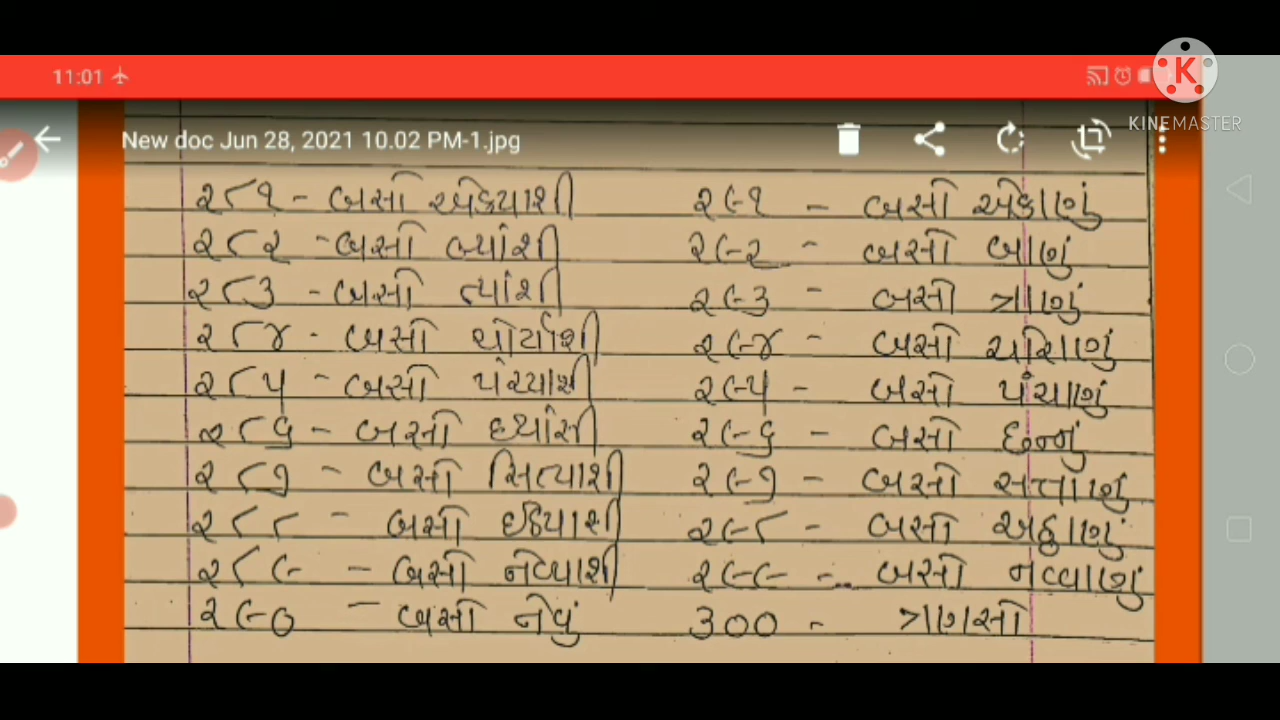 11:01
KINEMASTER
New doc Jun 28, 2021 10.02 PM-1.jpg
૨૮૧ - બસો એક્યાશી ૨૯૧ - બસો એકાણું
૨૮૨ - બસો બ્યાંશી ૨૯૨ - બસો બાણું
૨૮૩ - બસો ત્યાંશી ૨૯૩ - બસો ત્રાણું
૨૮૪ - બસો ચોર્યાશી ૨૯૪ - બસો ચોરાણું
૨૮૫ - બસો પંચ્યાશી ૨૯૫ - બસો પંચાણું
૨૮૬ - બસો છ્યાંસી ૨૯૬ - બસો છન્નું
૨૮૭ - બસો સિત્યાશી ૨૯૭ - બસો સત્તાણું
૨૮૮ - બસો ઈઠ્યાશી ૨૯૮ - બસો અઠ્ઠાણું
૨૮૯ - બસો નેવ્યાશી ૨૯૯ - બસો નવ્વાણું
૨૯૦ - બસો નેવું ૩૦૦ - ત્રણસો